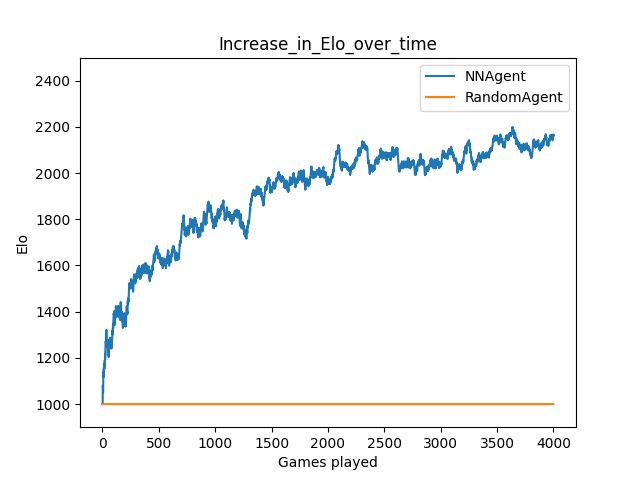 Increase_in_Elo_over_time
NNAgent
RandomAgent
2400
2200
2000
1800
1600
1400
1200
1000
Elo
0 500 1000 1500 2000 2500 3000 3500 4000
Games played